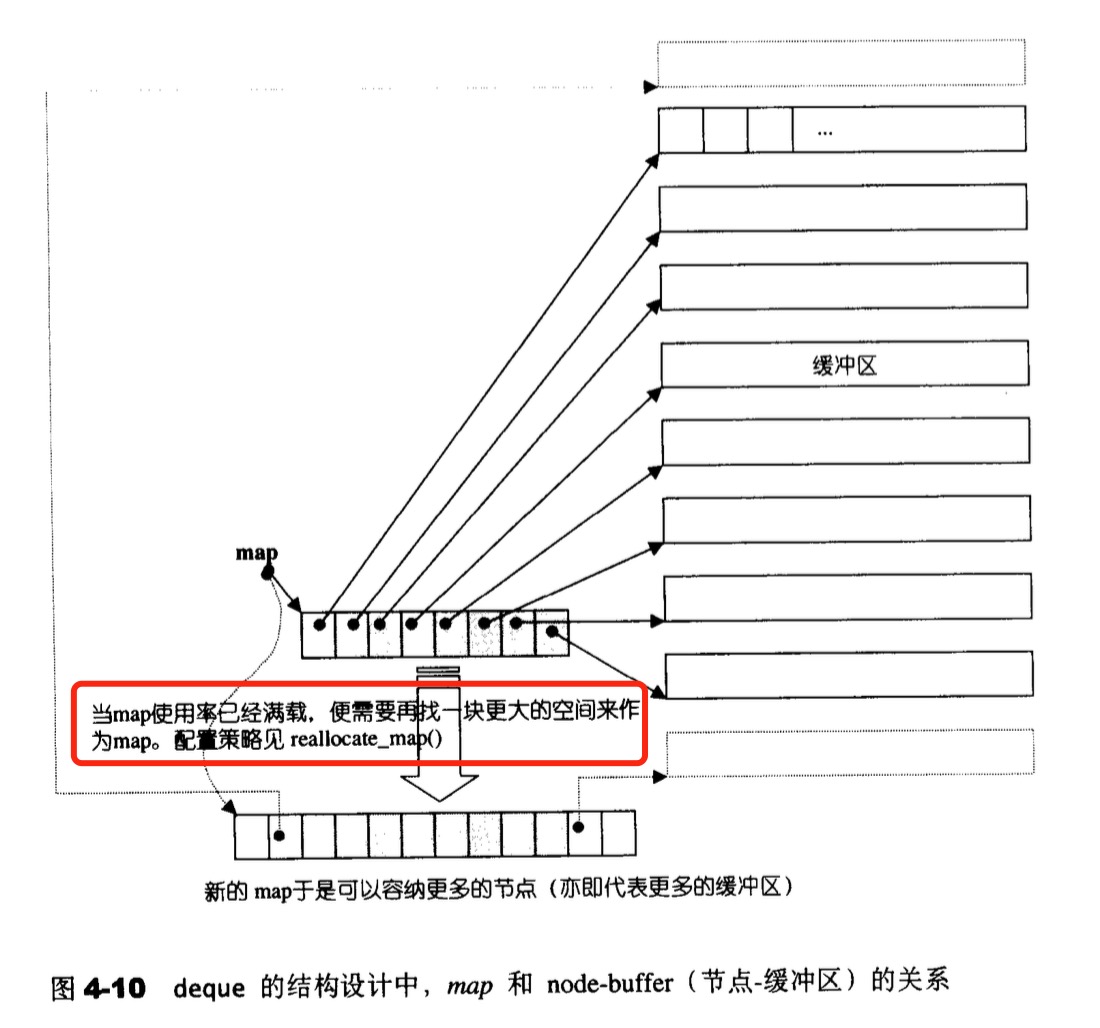 ...
缓冲区
map
当map使用率已经满载，便需要再找一块更大的空间来作
为map。配置策略见 reallocate_map()
新的 map于是可以容纳更多的节点（亦即代表更多的缓冲区）
图 4-10 deque 的结构设计中，map 和 node-buffer（节点-缓冲区）的关系